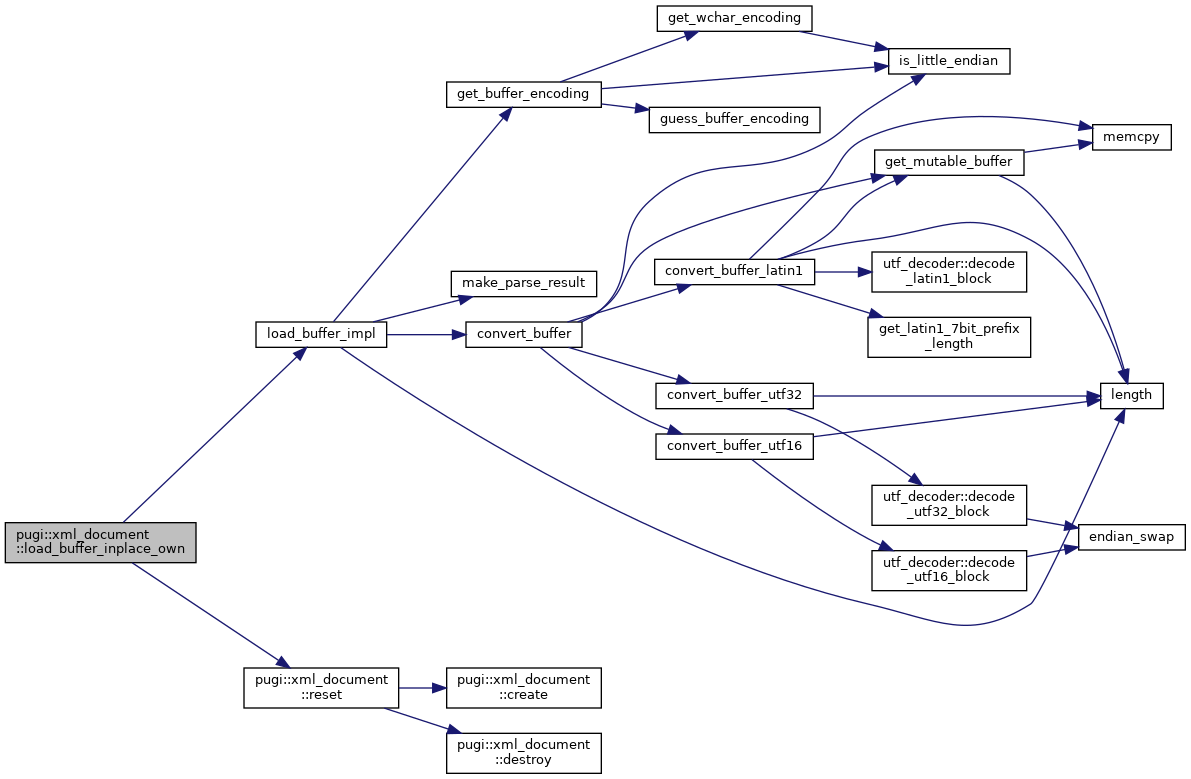 get_wchar_encoding
is_little_endian
get_buffer_encoding
guess_buffer_encoding
memcpy
get_mutable_buffer
convert_buffer_latin1
utf_decoder::decode
_latin1_block
make_parse_result
get_latin1_7bit_prefix
_length
load_buffer_impl
convert_buffer
convert_buffer_utf32
length
convert_buffer_utf16
utf_decoder::decode
_utf32_block
pugi::xml_document
::load_buffer_inplace_own
endian_swap
utf_decoder::decode
_utf16_block
pugi::xml_document
::reset
pugi::xml_document
::create
pugi::xml_document
::destroy